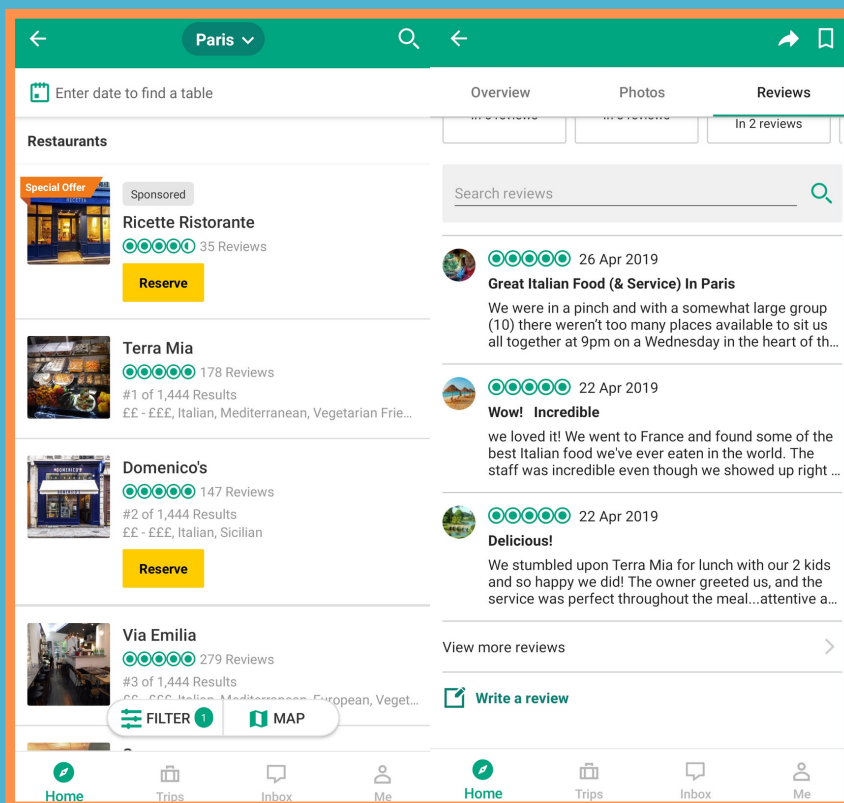 Paris
Enter date to find a table
Restaurants
Special Offer
Sponsored
Ricette Ristorante
35 Reviews
Reserve
Terra Mia
178 Reviews
#1 of 1,444 Results
££ - £££, Italian, Mediterranean, Vegetarian Frie...
Domenico's
147 Reviews
#2 of 1,444 Results
££ - £££, Italian, Sicilian
Reserve
Via Emilia
279 Reviews
#3 of 1,444 Results
££ - £££, Italian, Mediterranean, European, Veget...
FILTER 1
MAP
Home Trips Inbox Me
Overview Photos Reviews
In 2 reviews
Search reviews
26 Apr 2019
Great Italian Food (& Service) In Paris
We were in a pinch and with a somewhat large group
(10) there weren't too many places available to sit us
all together at 9pm on a Wednesday in the heart of th...
22 Apr 2019
Wow! Incredible
we loved it! We went to France and found some of the
best Italian food we've ever eaten in the world. The
staff was incredible even though we showed up right ...
22 Apr 2019
Delicious!
We stumbled upon Terra Mia for lunch with our 2 kids
and so happy we did! The owner greeted us, and the
service was perfect throughout the meal...attentive a...
View more reviews
Write a review
Home Trips Inbox Me